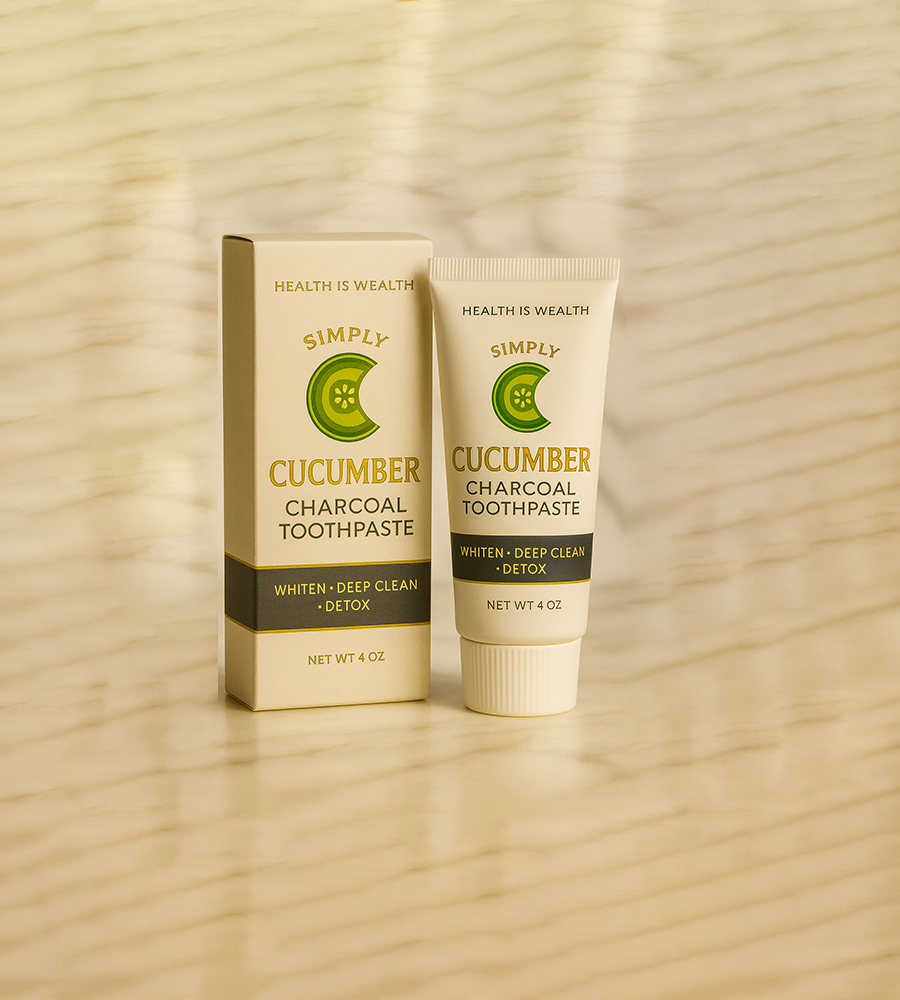 HEALTH IS WEALTH
SIMPLY
CUCUMBER
CHARCOAL
TOOTHPASTE
WHITEN • DEEP CLEAN
• DETOX
NET WT 4 OZ
HEALTH IS WEALTH
SIMPLY
CUCUMBER
CHARCOAL
TOOTHPASTE
WHITEN • DEEP CLEAN
• DETOX
NET WT 4 OZ